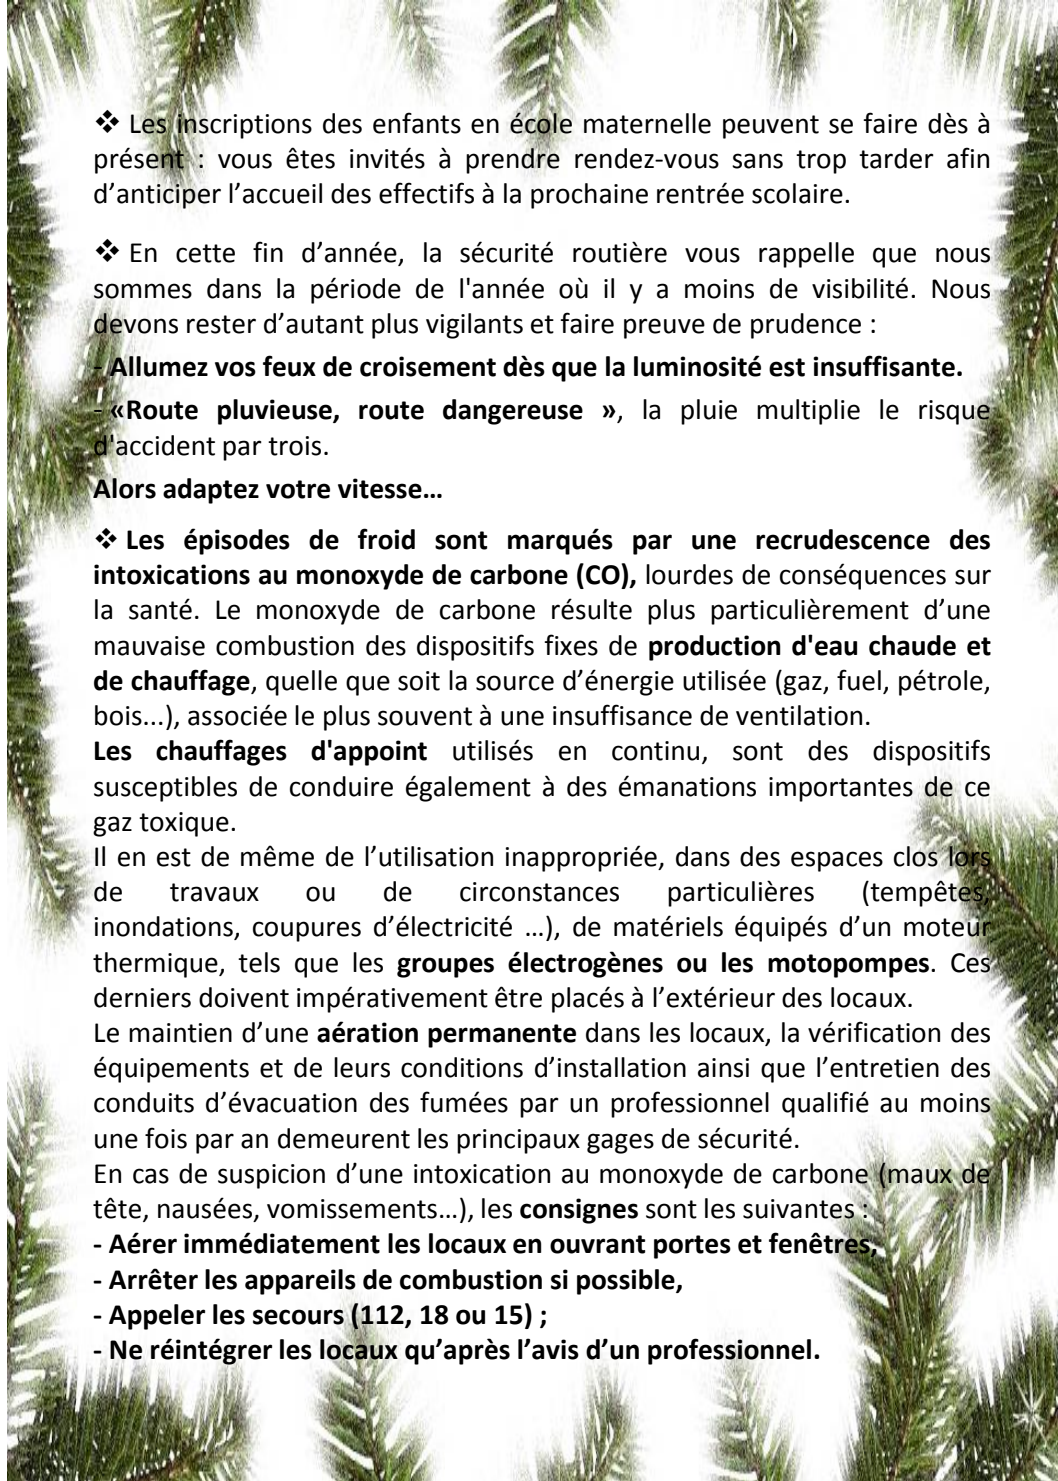 ❖ Les inscriptions des enfants en école maternelle peuvent se faire dès à
présent : vous êtes invités à prendre rendez-vous sans trop tarder afin
d’anticiper l’accueil des effectifs à la prochaine rentrée scolaire.
❖ En cette fin d’année, la sécurité routière vous rappelle que nous
sommes dans la période de l'année où il y a moins de visibilité. Nous
devons rester d’autant plus vigilants et faire preuve de prudence :
- Allumez vos feux de croisement dès que la luminosité est insuffisante.
- «Route pluvieuse, route dangereuse », la pluie multiplie le risque
d'accident par trois.
Alors adaptez votre vitesse…
❖ Les épisodes de froid sont marqués par une recrudescence des
intoxications au monoxyde de carbone (CO), lourdes de conséquences sur
la santé. Le monoxyde de carbone résulte plus particulièrement d’une
mauvaise combustion des dispositifs fixes de production d'eau chaude et
de chauffage, quelle que soit la source d’énergie utilisée (gaz, fuel, pétrole,
bois...), associée le plus souvent à une insuffisance de ventilation.
Les chauffages d'appoint utilisés en continu, sont des dispositifs
susceptibles de conduire également à des émanations importantes de ce
gaz toxique.
Il en est de même de l’utilisation inappropriée, dans des espaces clos lors
de travaux ou de circonstances particulières (tempêtes,
inondations, coupures d’électricité …), de matériels équipés d’un moteur
thermique, tels que les groupes électrogènes ou les motopompes. Ces
derniers doivent impérativement être placés à l’extérieur des locaux.
Le maintien d’une aération permanente dans les locaux, la vérification des
équipements et de leurs conditions d’installation ainsi que l’entretien des
conduits d’évacuation des fumées par un professionnel qualifié au moins
une fois par an demeurent les principaux gages de sécurité.
En cas de suspicion d’une intoxication au monoxyde de carbone (maux de
tête, nausées, vomissements…), les consignes sont les suivantes :
- Aérer immédiatement les locaux en ouvrant portes et fenêtres,
- Arrêter les appareils de combustion si possible,
- Appeler les secours (112, 18 ou 15) ;
- Ne réintégrer les locaux qu’après l’avis d’un professionnel.